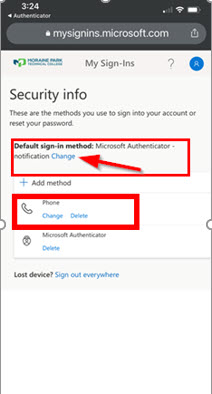 3:24
Authenticator
mysignins.microsoft.com
MORAINE PARK
TECHNICAL COLLEGE
My Sign-Ins
?
Security info
These are the methods you use to sign into your account or
reset your password.
Default sign-in method: Microsoft Authenticator -
notification Change
+ Add method
Phone
Change Delete
Microsoft Authenticator
Delete
Lost device? Sign out everywhere